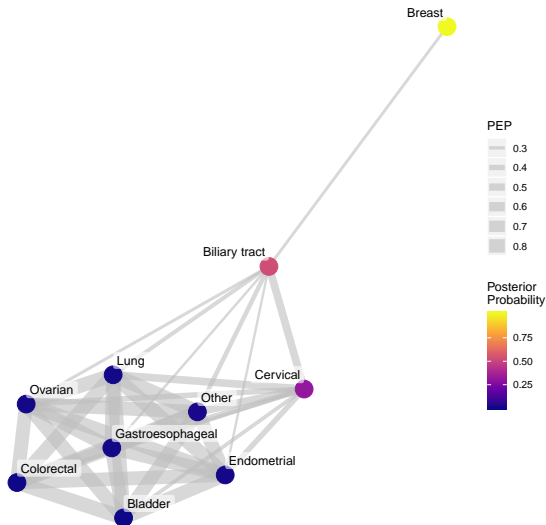 Breast
PEP
0.3
0.4
0.5
0.6
0.7
0.8
Biliary tract
Posterior
Probability
0.75
0.50
0.25
Lung
Cervical
Ovarian
Other
Gastroesophageal
Colorectal
Endometrial
Bladder